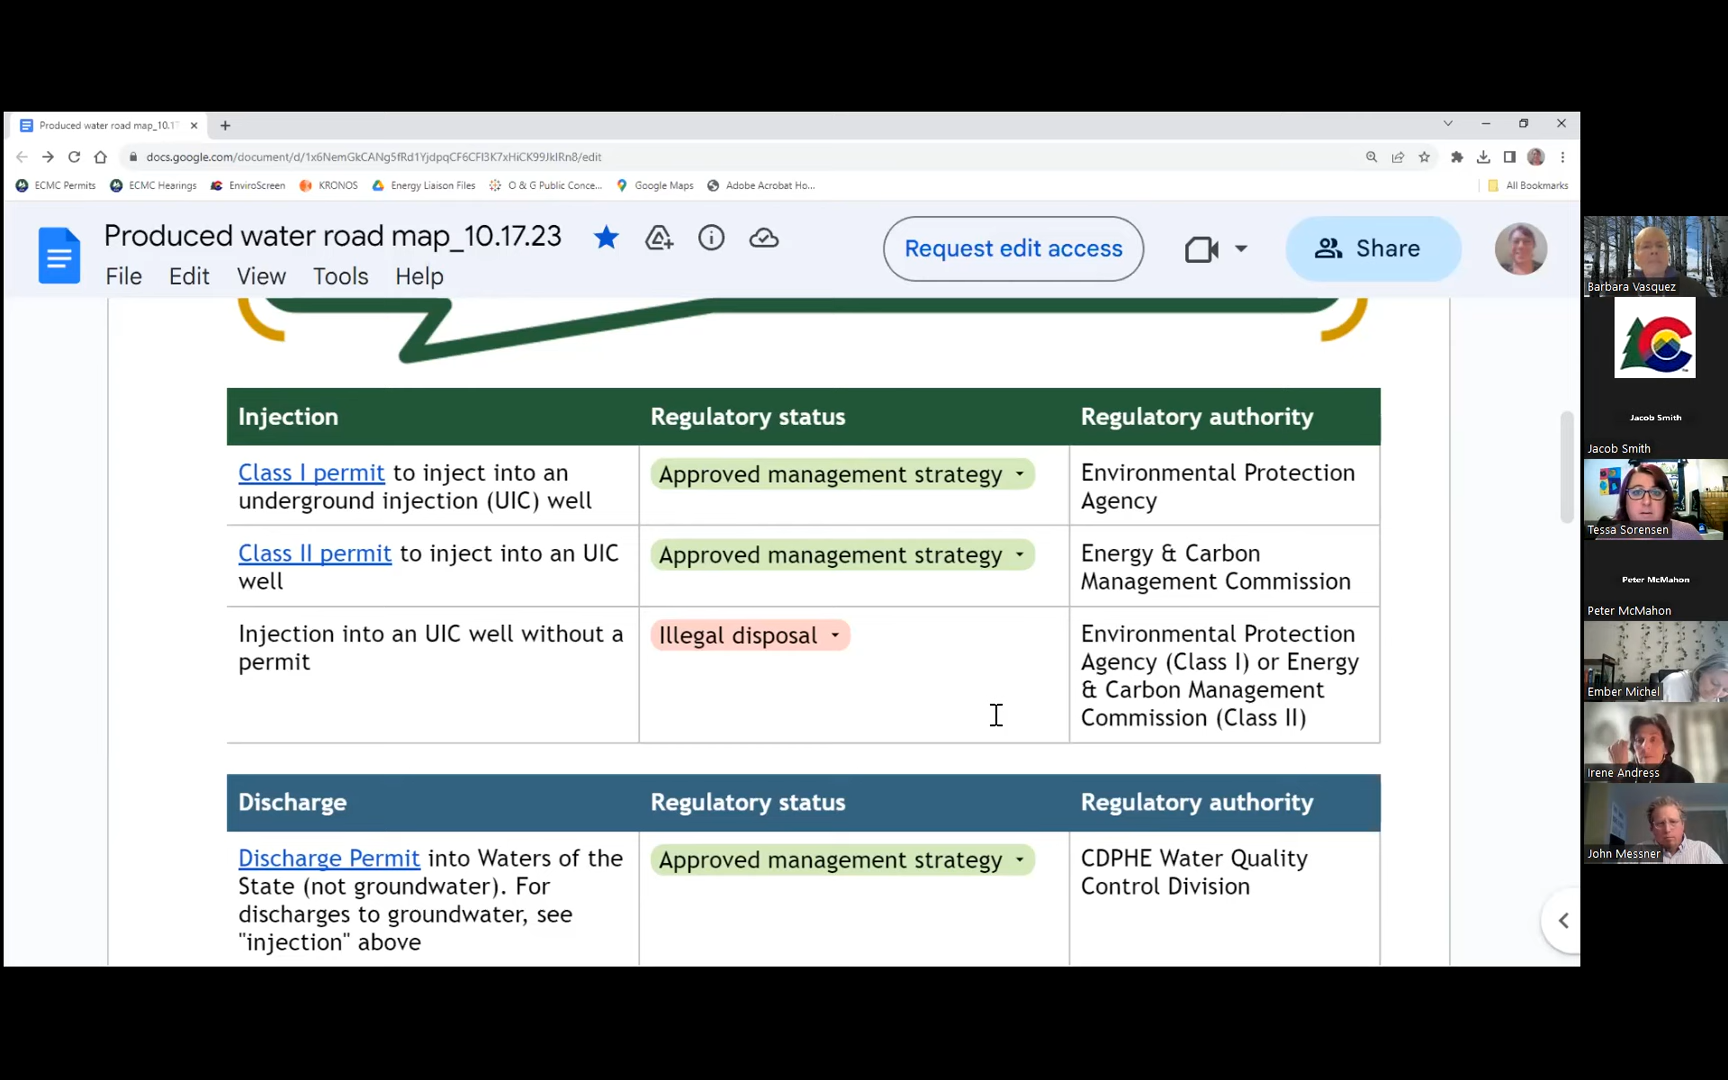 Produced water road map_10.17
docs.google.com/document/d/1x6NemGkCANg5fRd1YjdpqCF6CFI3K7xHiCK99JkIRn8/edit
ECMC Permits
ECMC Hearings
EnviroScreen
KRONOS
Energy Liaison Files
O & G Public Conce...
Google Maps
Adobe Acrobat Ho...
All Bookmarks
Produced water road map_10.17.23
Request edit access
Share
File Edit View Tools Help
Injection
Regulatory status
Regulatory authority
Class I permit to inject into an
underground injection (UIC) well
Approved management strategy
Environmental Protection
Agency
Class II permit to inject into an UIC
well
Approved management strategy
Energy & Carbon
Management Commission
Injection into an UIC well without a
permit
Illegal disposal
Environmental Protection
Agency (Class I) or Energy
& Carbon Management
Commission (Class II)
Discharge
Regulatory status
Regulatory authority
Discharge Permit into Waters of the
State (not groundwater). For
discharges to groundwater, see
"injection" above
Approved management strategy
CDPHE Water Quality
Control Division
Barbara Vasquez
Jacob Smith
Jacob Smith
Tessa Sorensen
Peter McMahon
Peter McMahon
Ember Michel
Irene Andress
John Messner